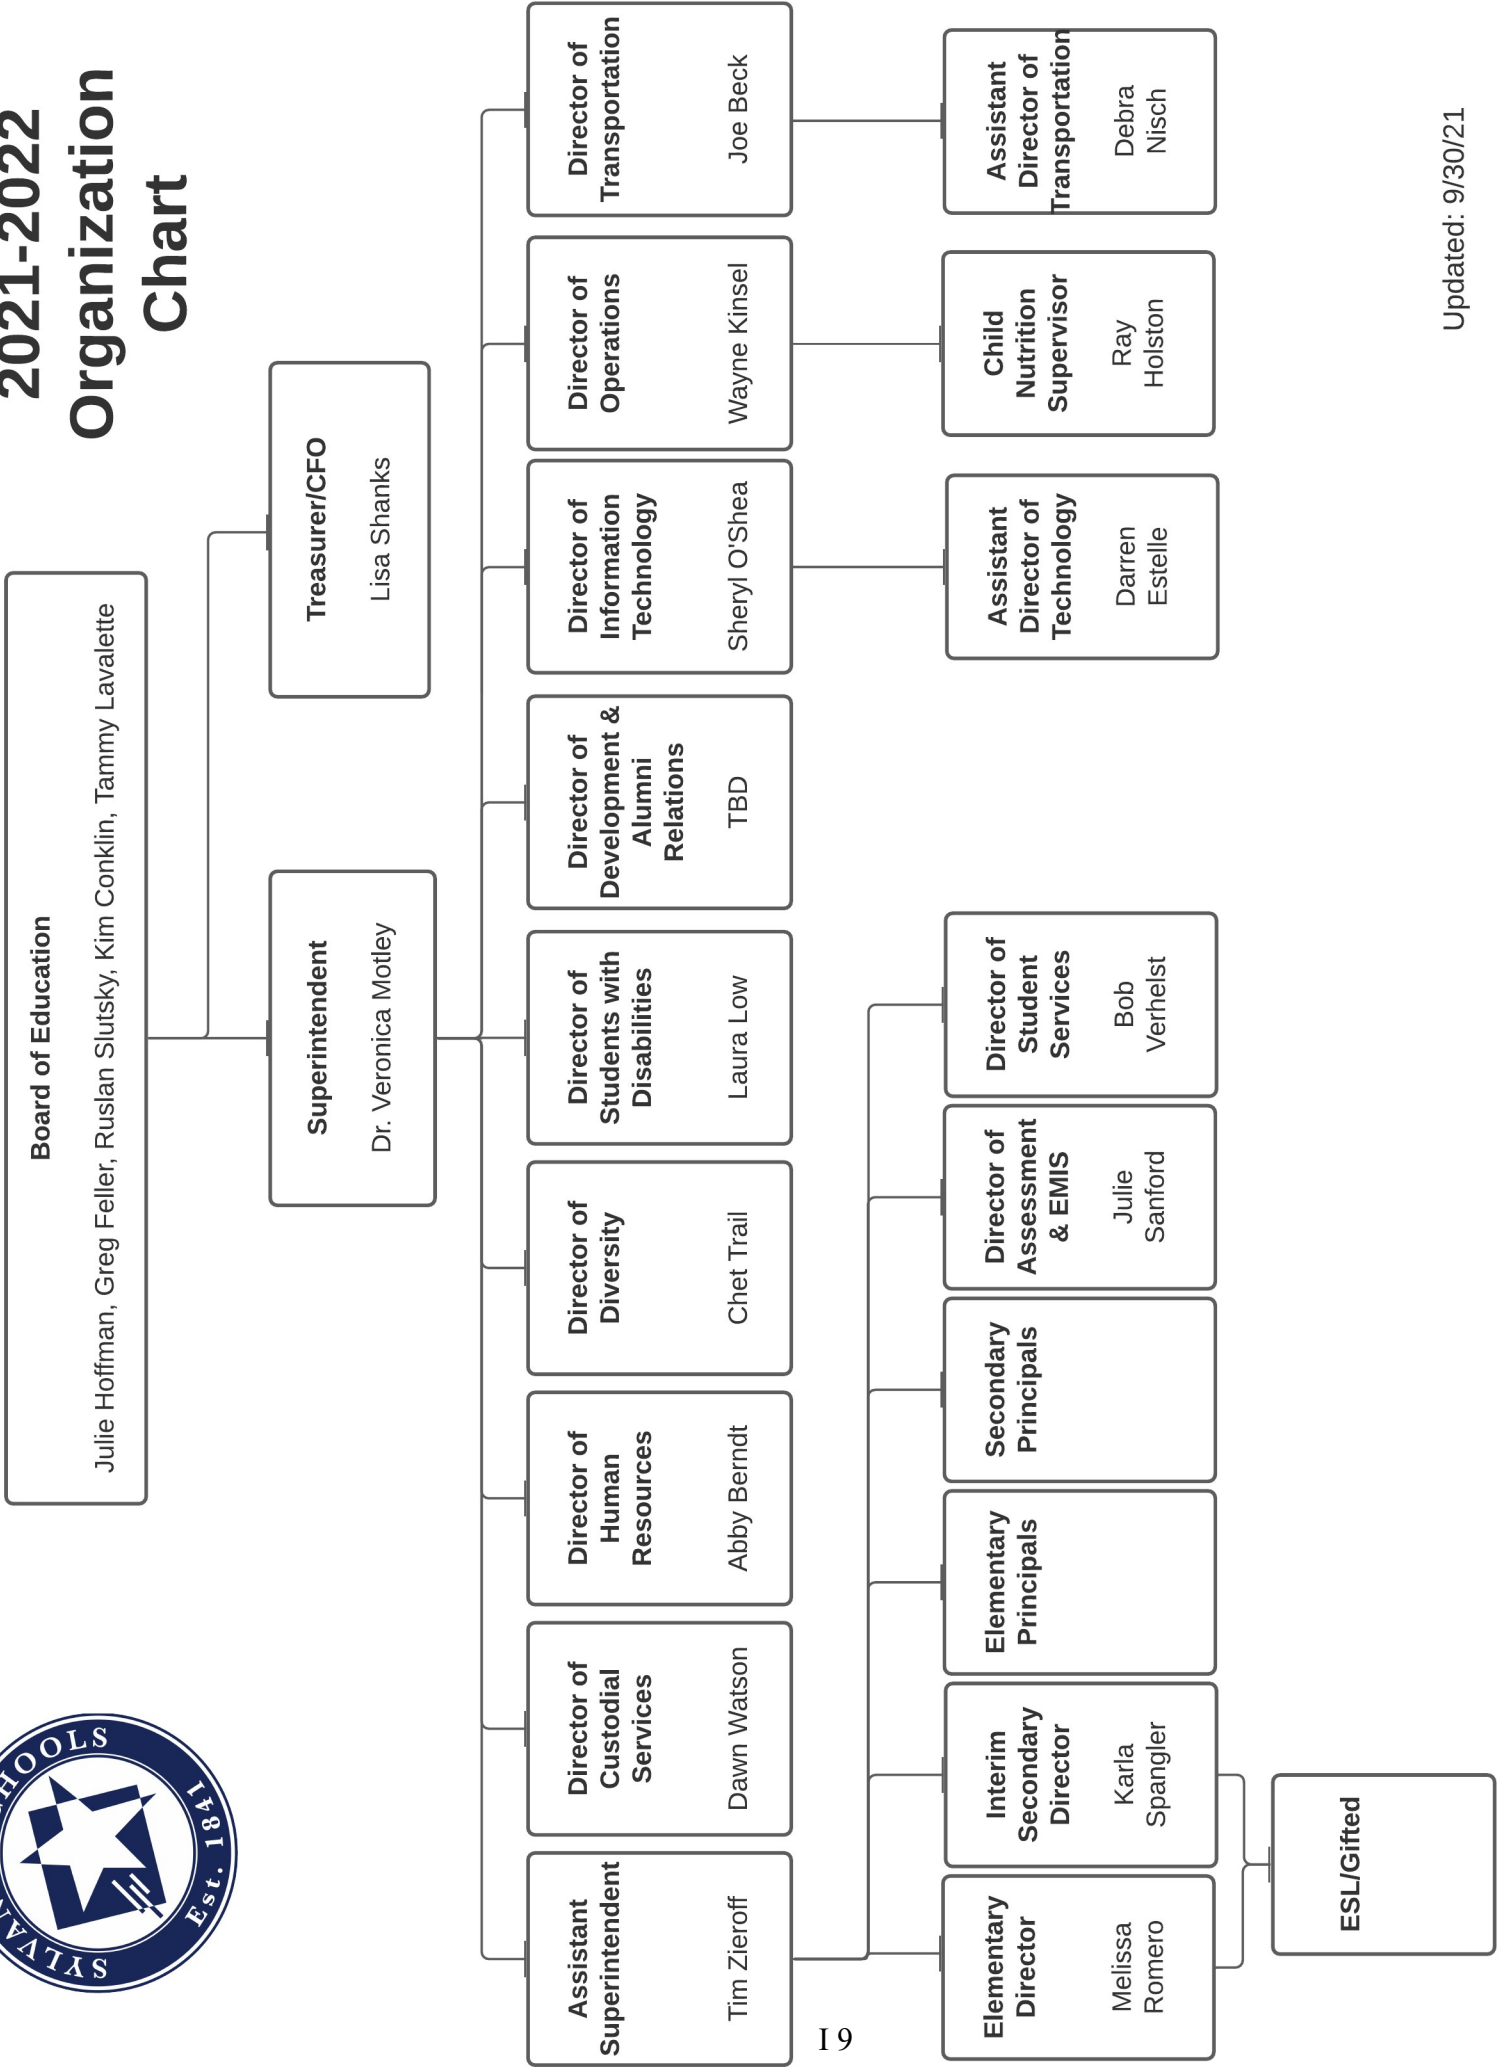 2021-2022
Organization
Chart
SYLVAN
HOOLS
Est. 1841
Board of Education
Julie Hoffman, Greg Feller, Ruslan Slutsky, Kim Conklin, Tammy Lavalette
Superintendent
Dr. Veronica Motley
Treasurer/CFO
Lisa Shanks
Assistant
Superintendent
Tim Zieroff
Director of
Custodial
Services
Dawn Watson
Director of
Human
Resources
Abby Berndt
Director of
Diversity
Chet Trail
Director of
Students with
Disabilities
Laura Low
Director of
Development &
Alumni
Relations
TBD
Director of
Information
Technology
Sheryl O'Shea
Director of
Operations
Wayne Kinsel
Director of
Transportation
Joe Beck
Elementary
Director
Melissa
Romero
Interim
Secondary
Director
Karla
Spangler
Elementary
Principals
Secondary
Principals
Director of
Assessment
& EMIS
Julie
Sanford
Director of
Student
Services
Bob
Verhelst
Assistant
Director of
Technology
Darren
Estelle
Child
Nutrition
Supervisor
Ray
Holston
Assistant
Director of
Transportation
Debra
Nisch
ESL/Gifted
Updated: 9/30/21
I 9